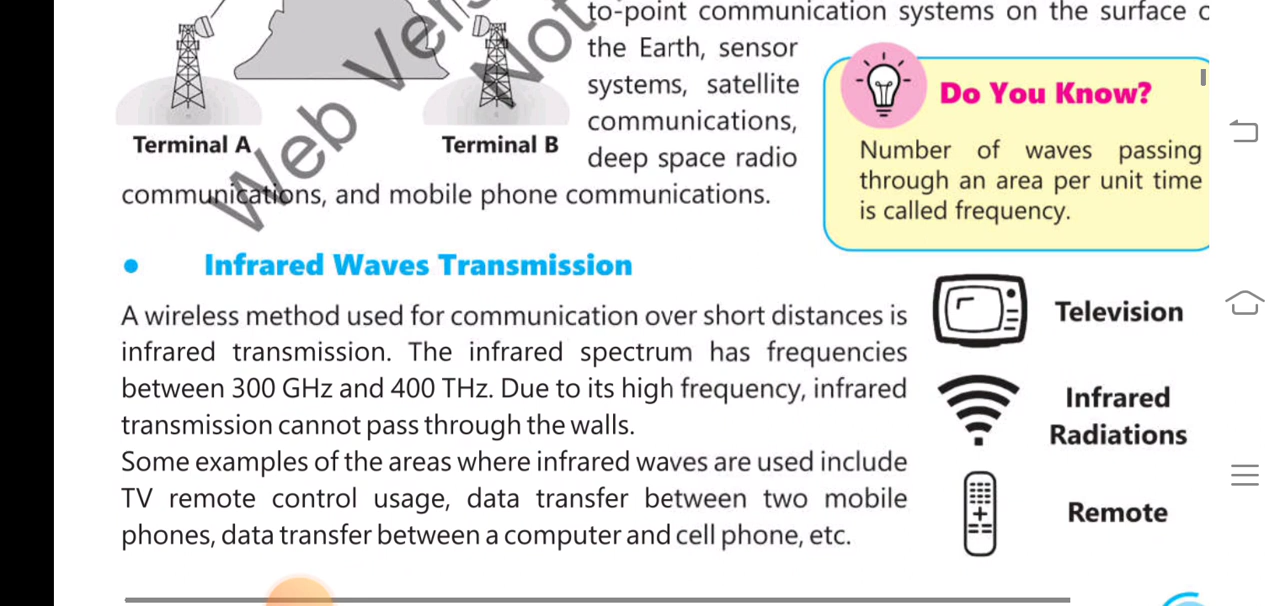 to-point communication systems on the surface
the Earth, sensor
systems, satellite
communications,
deep space radio
communications, and mobile phone communications.
Terminal A
Terminal B
Web Vers
Not
Do You Know?
Number of waves passing
through an area per unit time
is called frequency.
• Infrared Waves Transmission
A wireless method used for communication over short distances is
infrared transmission. The infrared spectrum has frequencies
between 300 GHz and 400 THz. Due to its high frequency, infrared
transmission cannot pass through the walls.
Some examples of the areas where infrared waves are used include
TV remote control usage, data transfer between two mobile
phones, data transfer between a computer and cell phone, etc.
Television
Infrared
Radiations
Remote